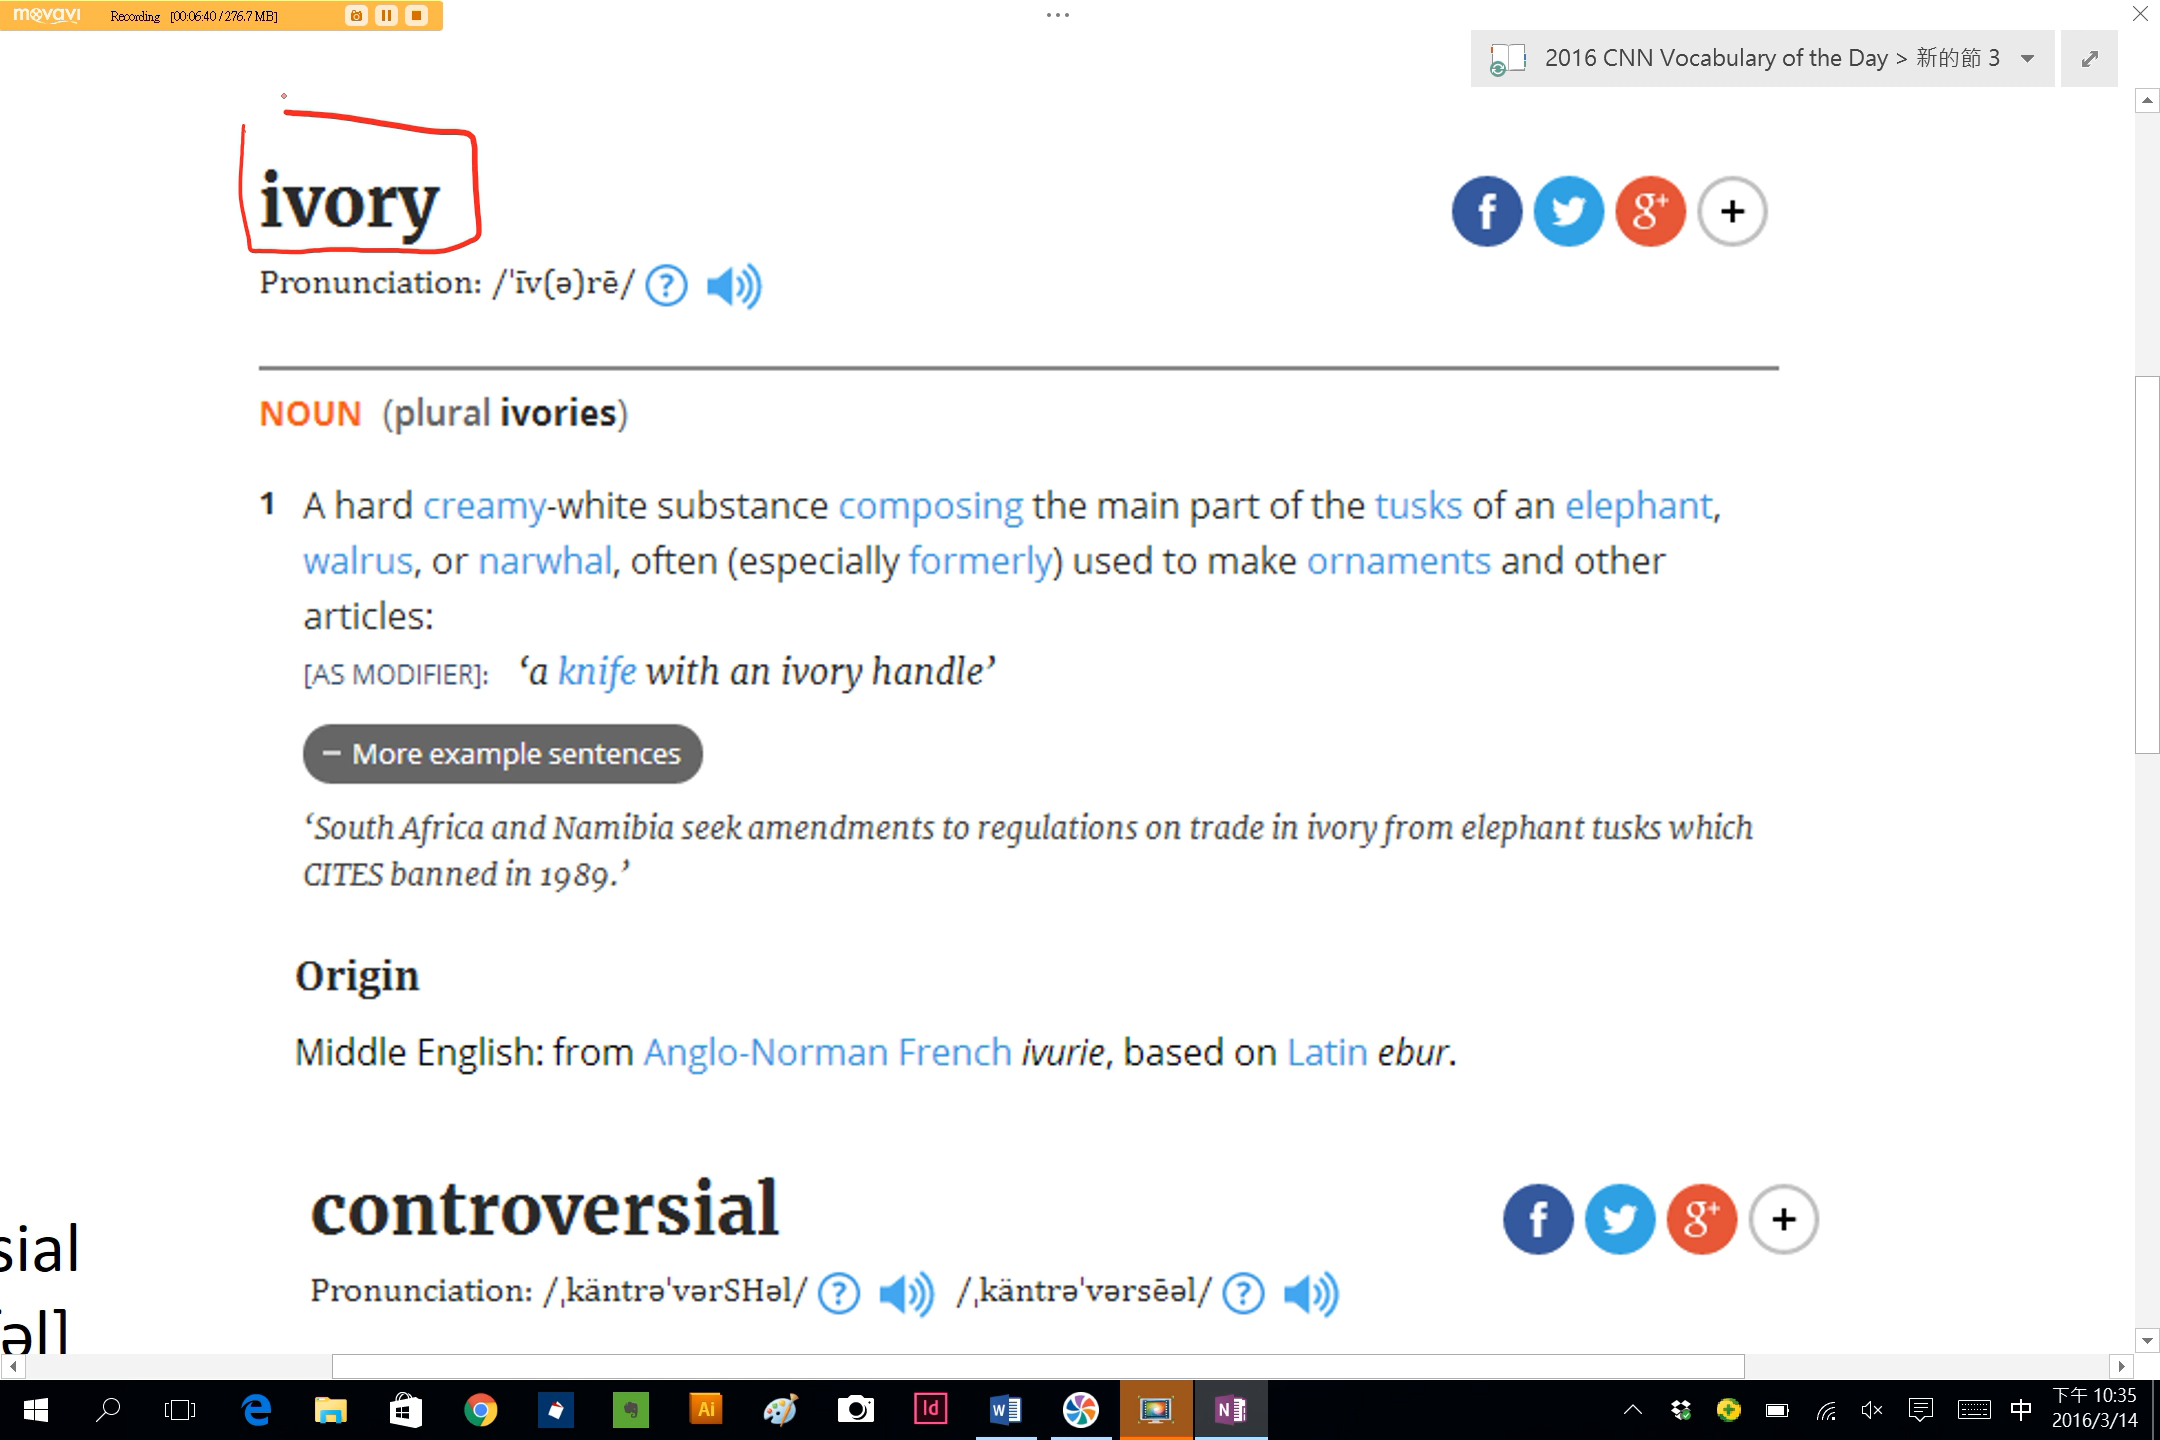 movavi Recording [00:06:40 / 276.7 MB]
2016 CNN Vocabulary of the Day > 新的節 3
ivory
f g+ +
Pronunciation: /ˈīv(ə)rē/ ?
NOUN (plural ivories)
1 A hard creamy-white substance composing the main part of the tusks of an elephant,
walrus, or narwhal, often (especially formerly) used to make ornaments and other
articles:
[AS MODIFIER]: ‘a knife with an ivory handle’
– More example sentences
‘South Africa and Namibia seek amendments to regulations on trade in ivory from elephant tusks which
CITES banned in 1989.’
Origin
Middle English: from Anglo-Norman French ivurie, based on Latin ebur.
controversial
f g+ +
Pronunciation: /ˌkäntrəˈvərSHəl/ ? /ˌkäntrəˈvərsēəl/ ?
sial
əl]
Ai Id W N 中 下午 10:35
2016/3/14